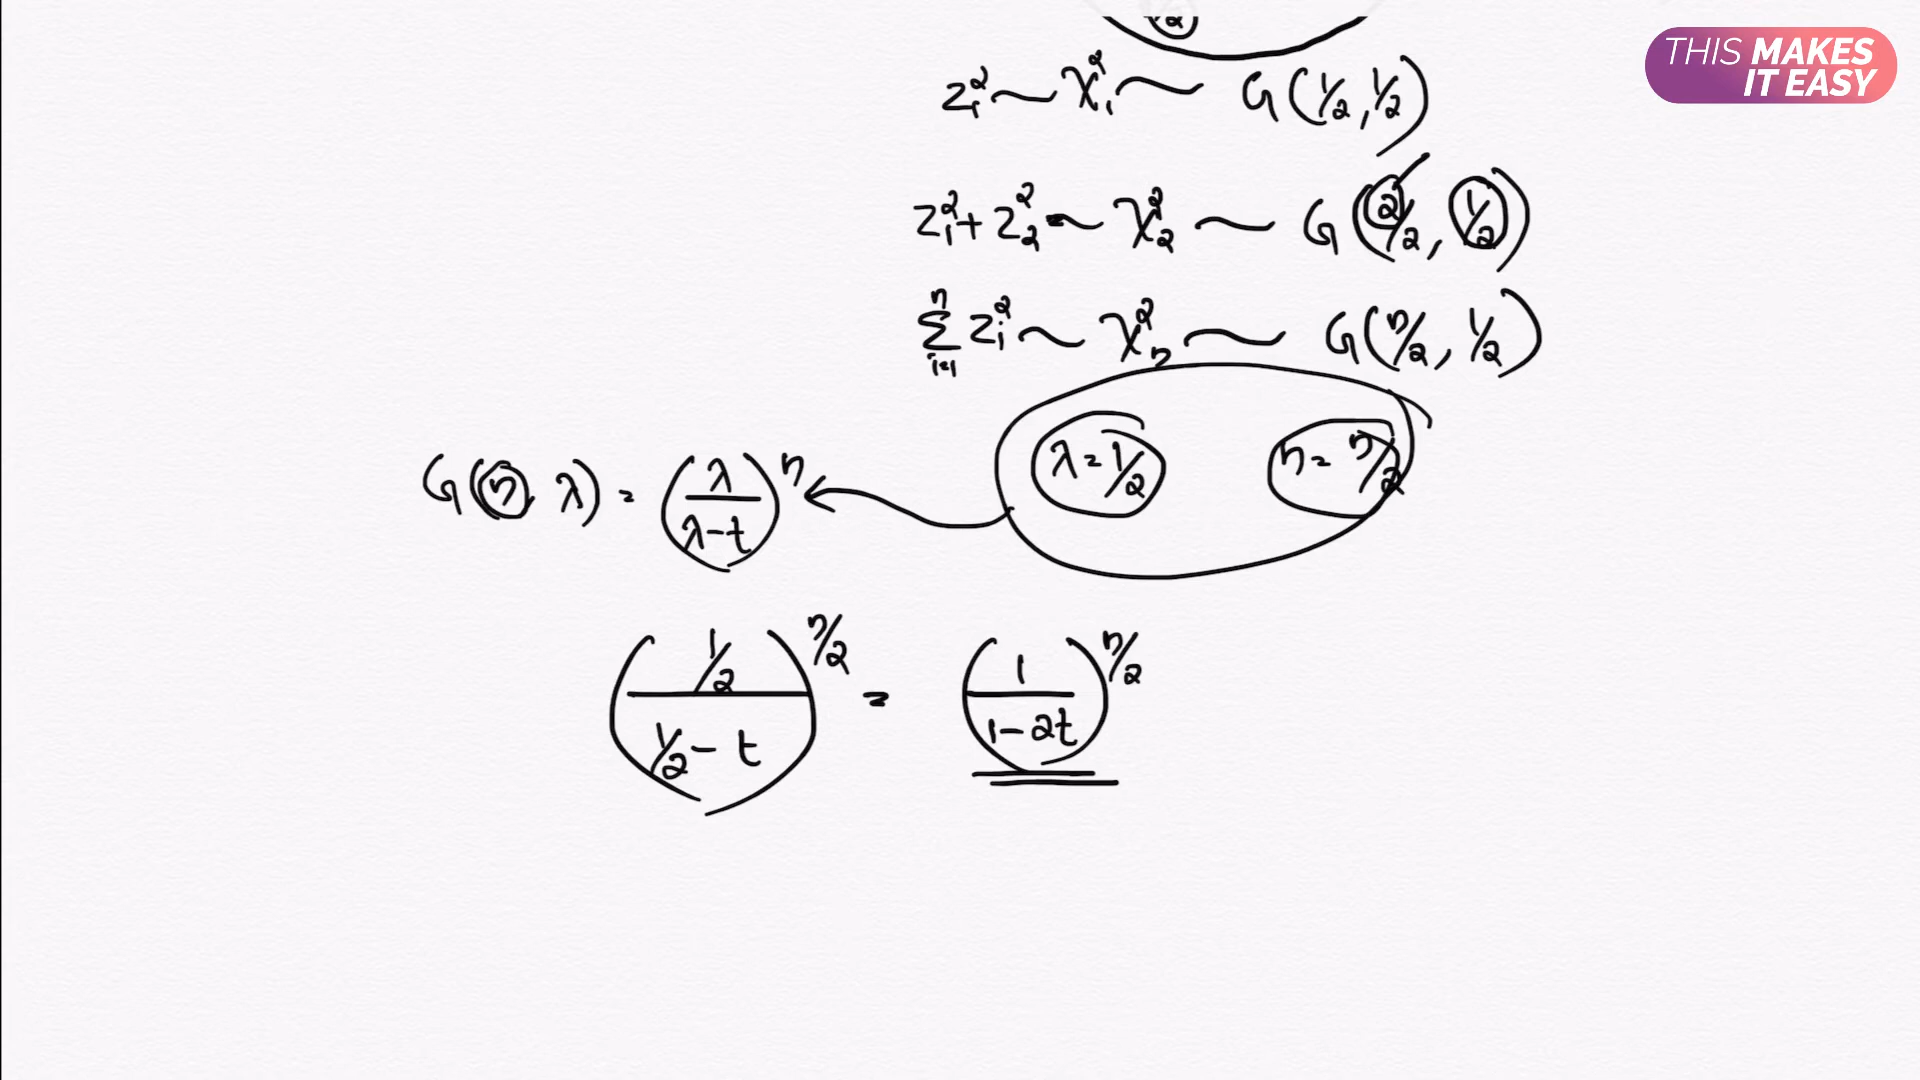 THIS MAKES
IT EASY
Z₁² ~ χ₁² ~ G(1/2, 1/2)
Z₁² + Z₂² ~ χ₂² ~ G(2/2, 1/2)
∑ᵢ₌₁ⁿ Zᵢ² ~ χₙ² ~ G(n/2, 1/2)
λ = 1/2 n = n/2
G(n, λ) = (λ/(λ-t))ⁿ
((1/2)/(1/2 - t))^(n/2) = (1/(1-2t))^(n/2)